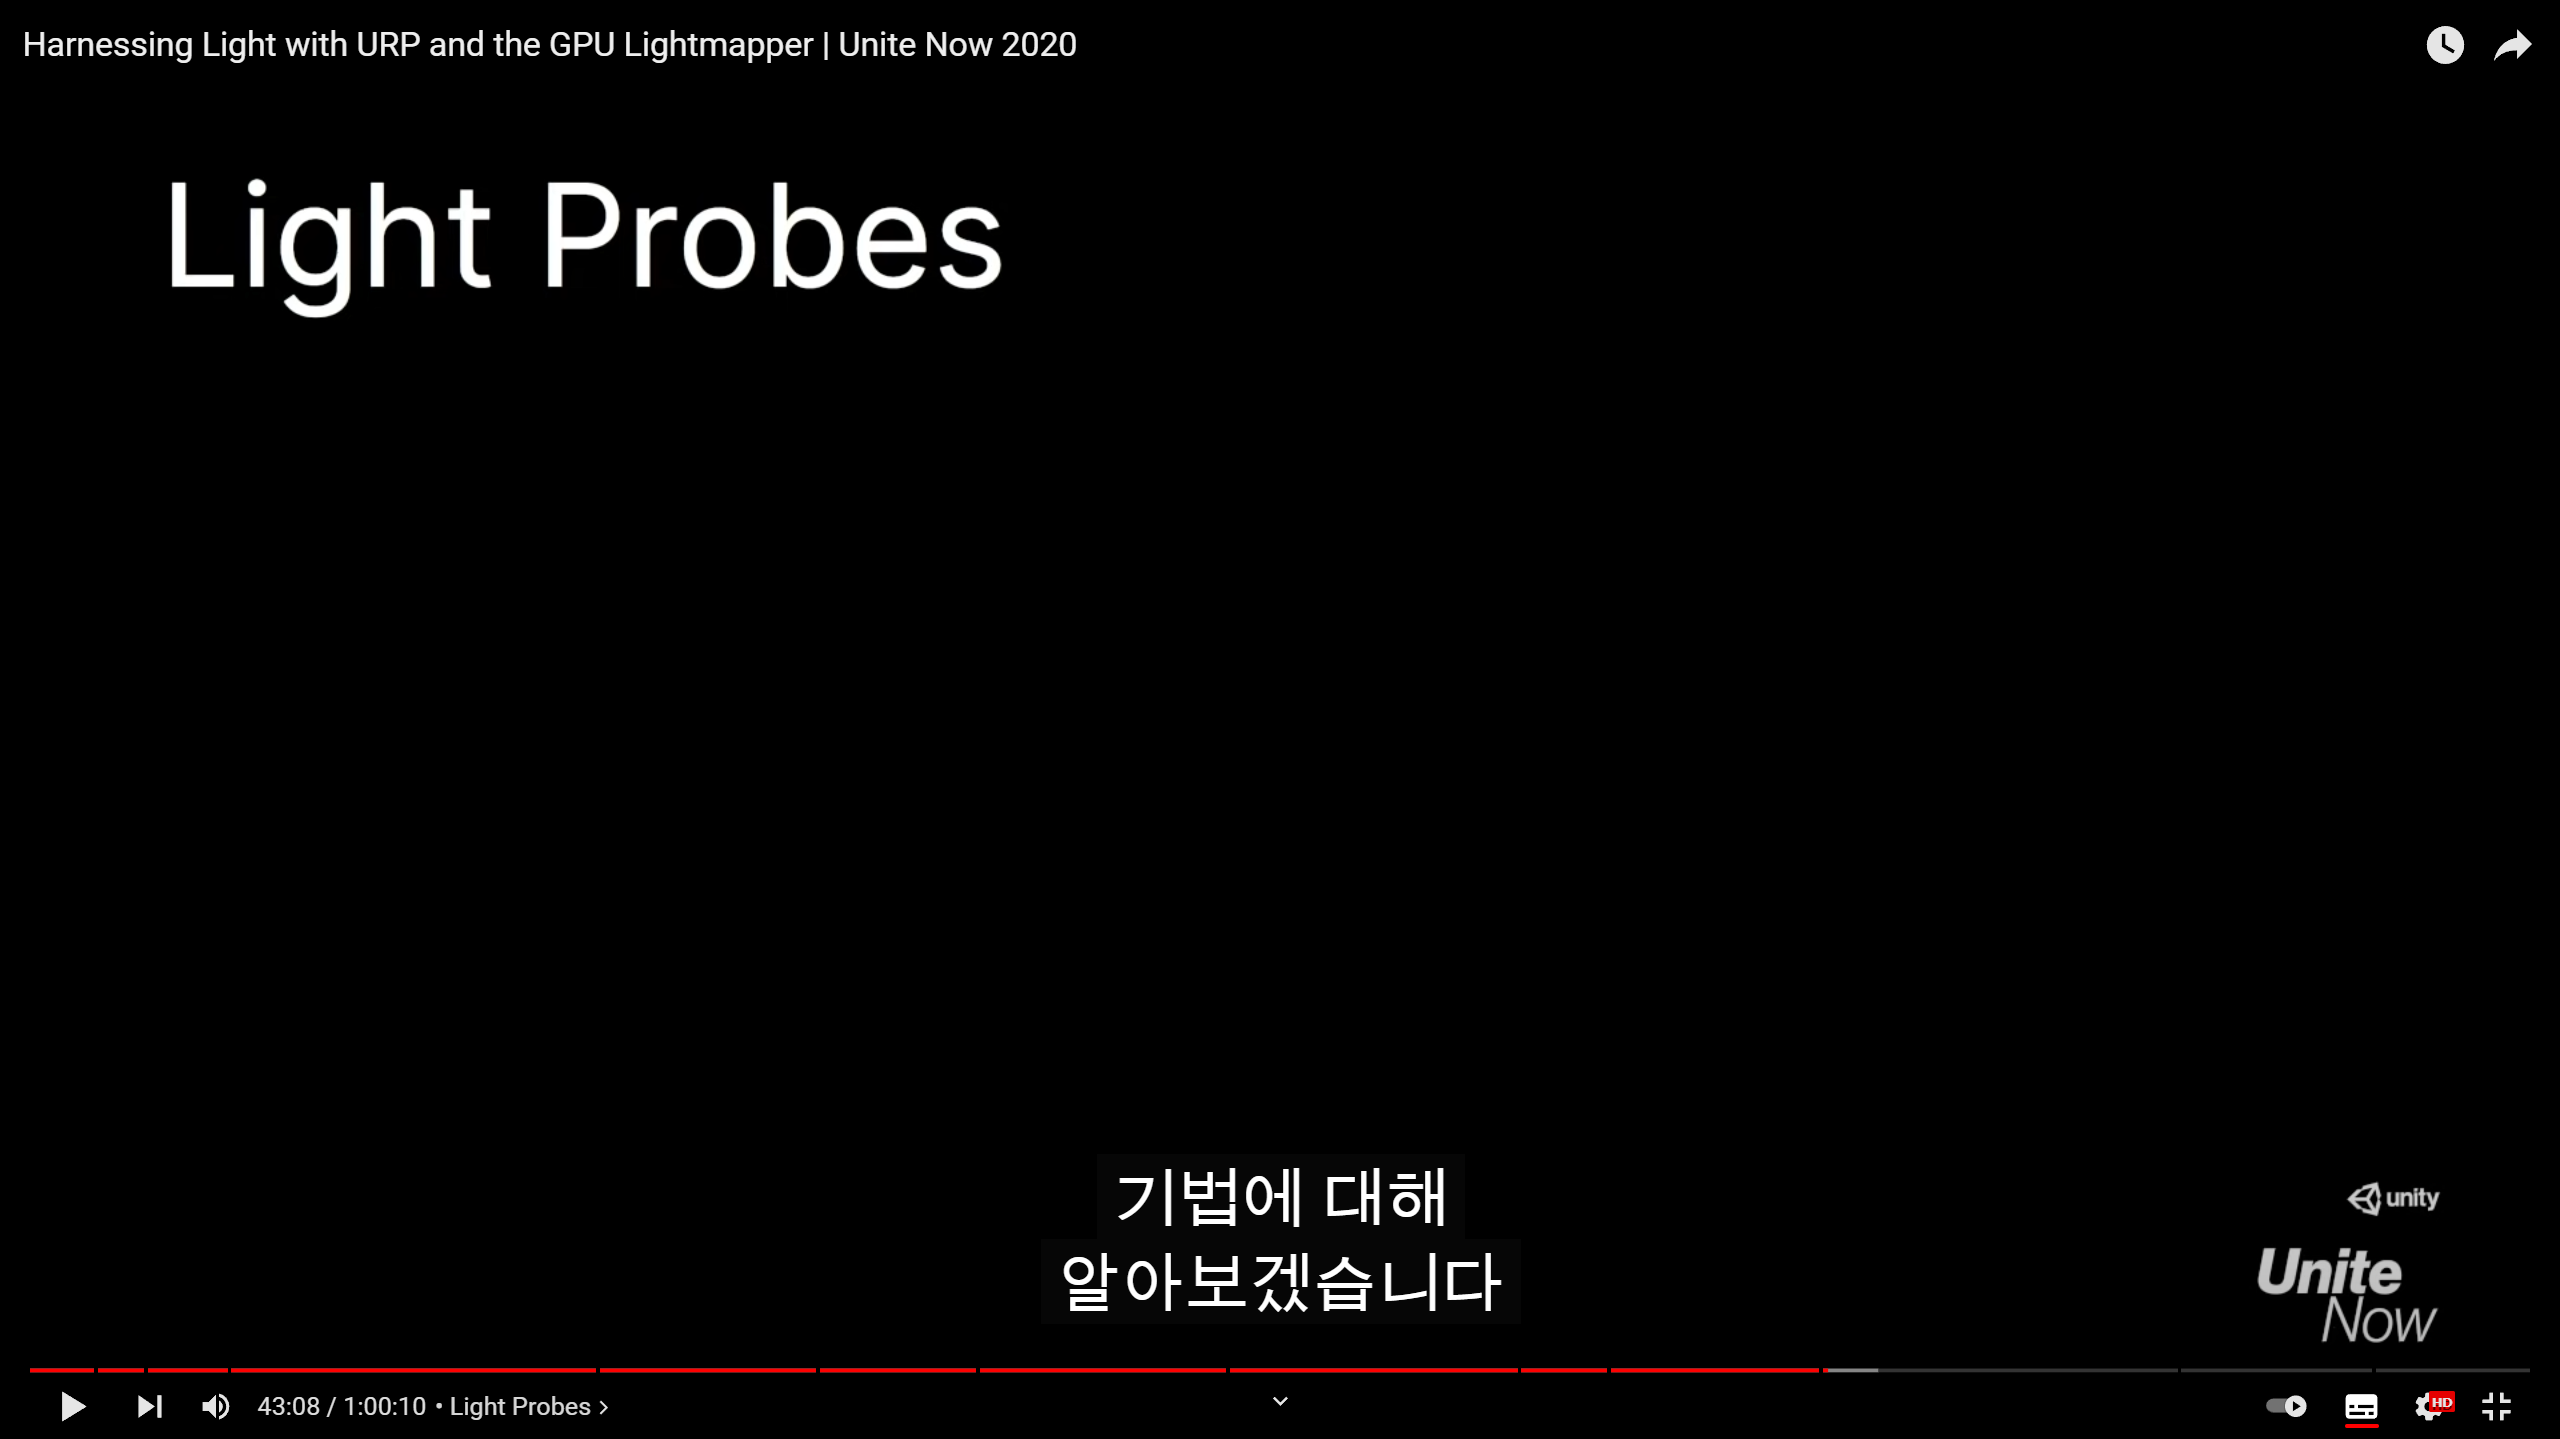 Harnessing Light with URP and the GPU Lightmapper | Unite Now 2020
Light Probes
기법에 대해
알아보겠습니다
unity
Unite
Now
43:08 / 1:00:10 • Light Probes >
HD